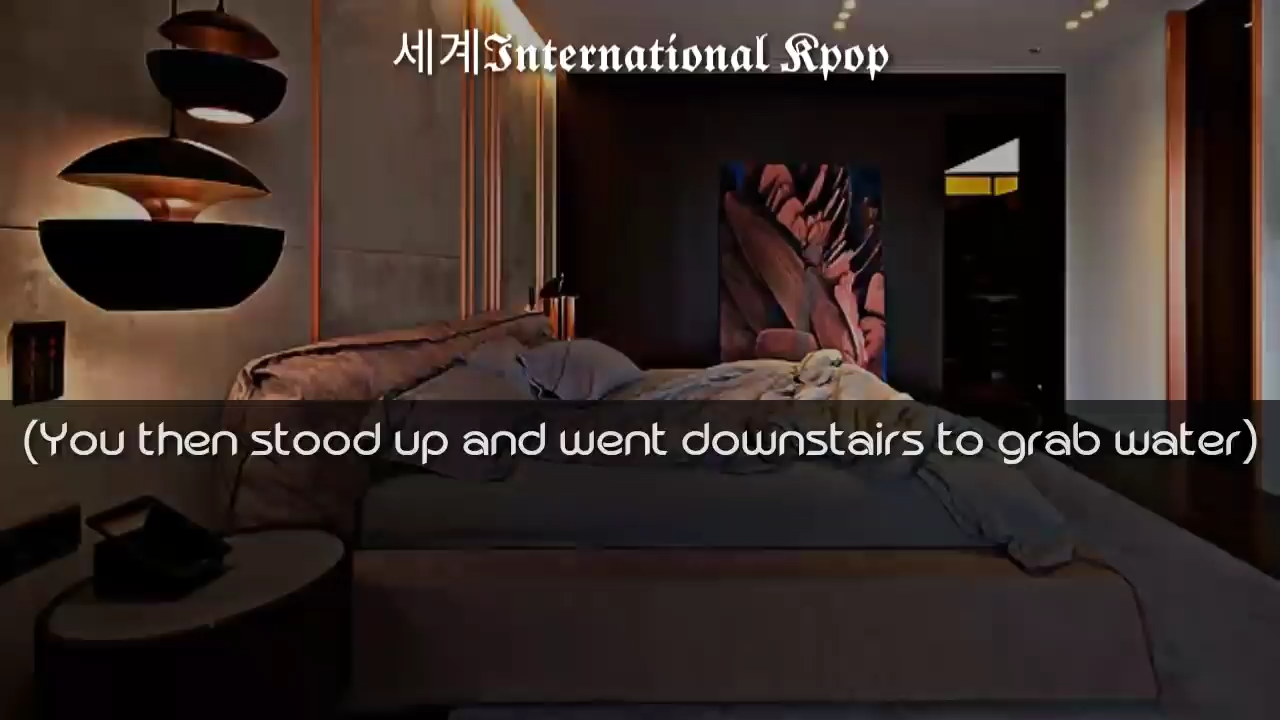 세계International Kpop
(You then stood up and went downstairs to grab water)